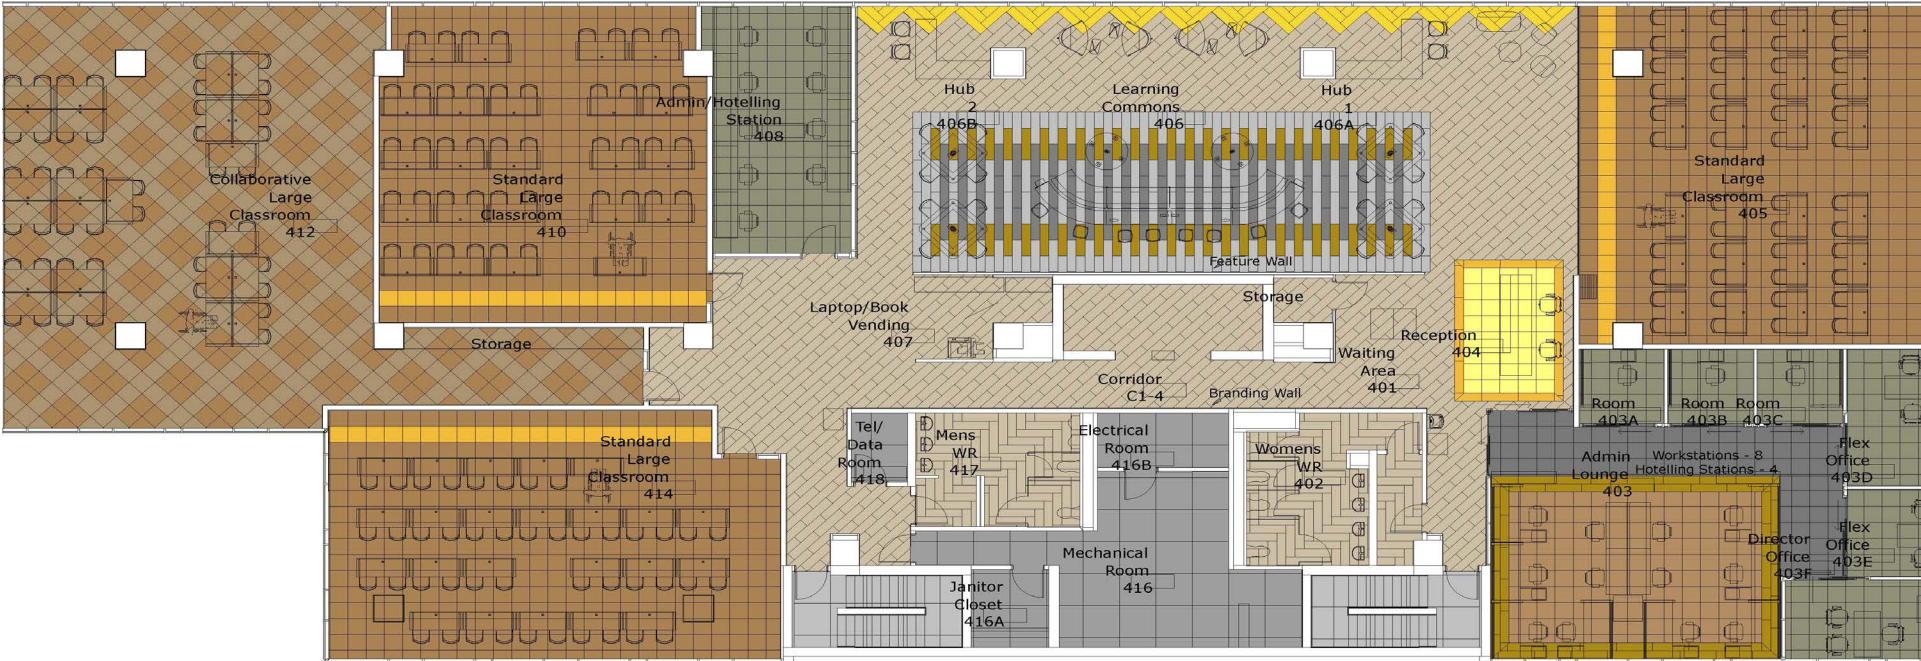 Collaborative
Large
Classroom
412
Standard
Large
Classroom
410
Admin/Hotelling
Station
408
Hub
2
406B
Learning
Commons
406
Hub
1
406A
Standard
Large
Classroom
405
Feature Wall
Storage
Laptop/Book
Vending
407
Storage
Reception
404
Waiting
Area
401
Corridor
C1-4
Branding Wall
Room
403A
Room
403B
Room
403C
Standard
Large
Classroom
414
Tel/
Data
Room
418
Mens
WR
417
Electrical
Room
416B
Womens
WR
402
Admin
Lounge
403
Workstations - 8
Hotelling Stations - 4
Flex
Office
403D
Flex
Office
403E
Director
Office
403F
Mechanical
Room
416
Janitor
Closet
416A